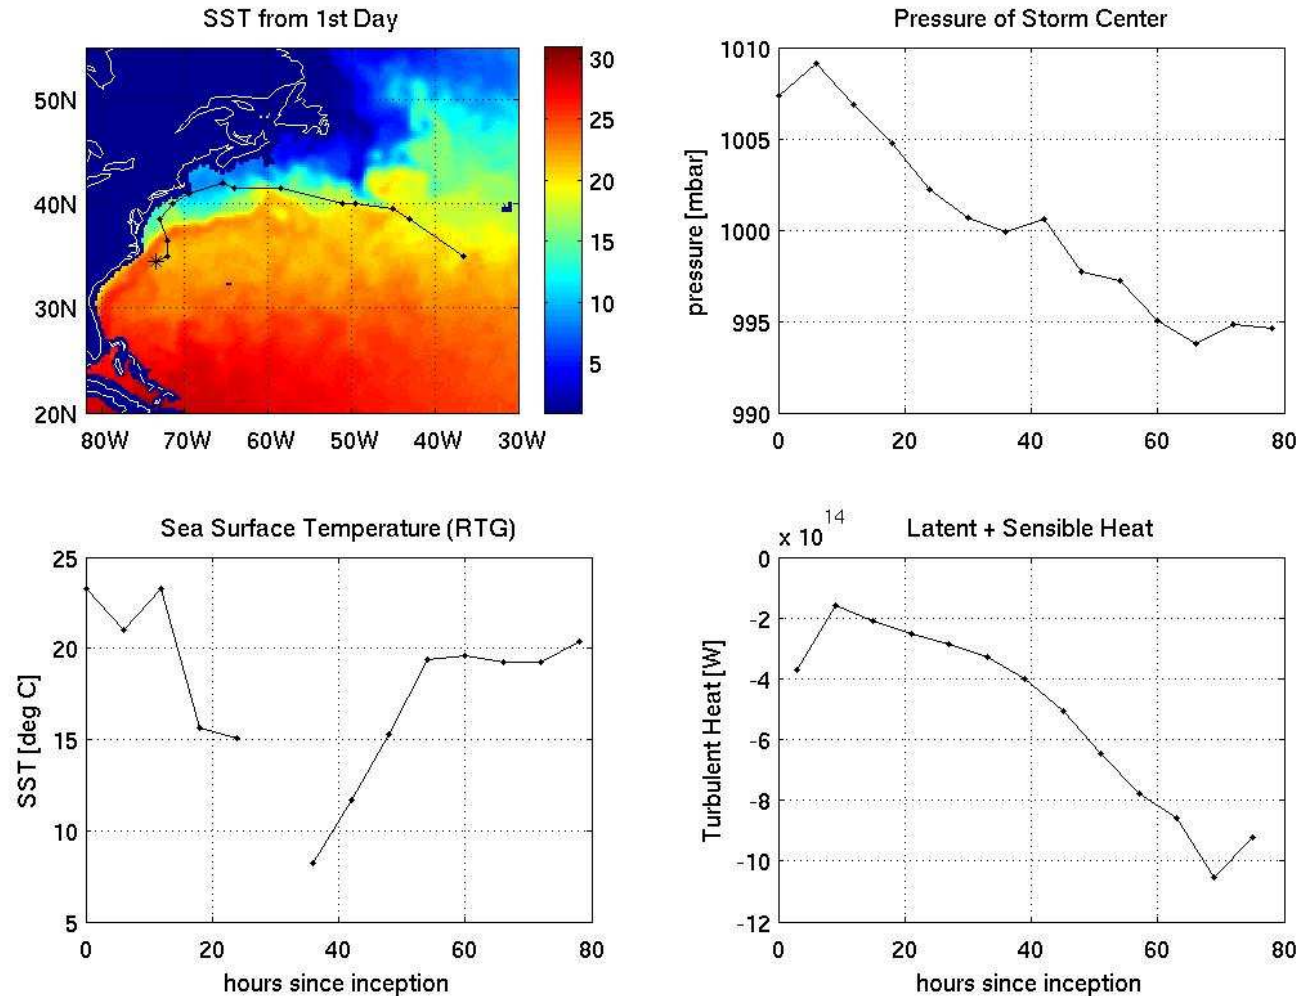 SST from 1st Day
50N
40N
30N
20N
80W 70W 60W 50W 40W 30W
30
25
20
15
10
5
Pressure of Storm Center
pressure [mbar]
1010
1005
1000
995
990
0 20 40 60 80
Sea Surface Temperature (RTG)
SST [deg C]
25
20
15
10
5
0 20 40 60 80
hours since inception
x 10^14
Latent + Sensible Heat
Turbulent Heat [W]
0
-2
-4
-6
-8
-10
-12
0 20 40 60 80
hours since inception